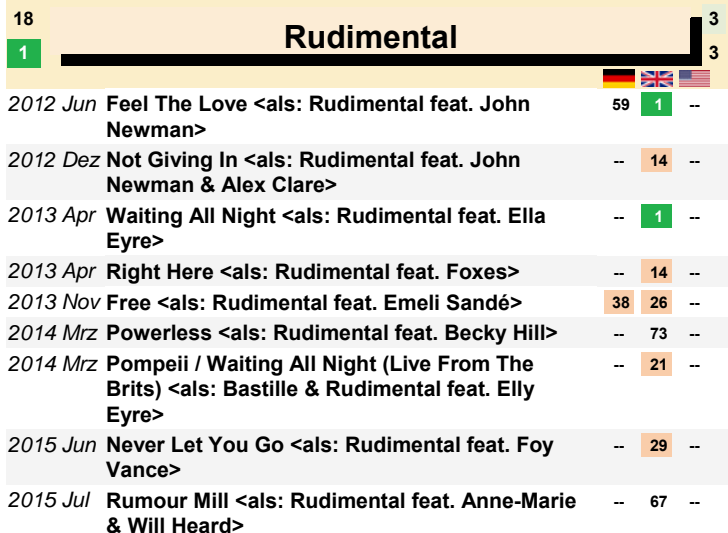 18
Rudimental
3
1
3
2012 Jun Feel The Love <als: Rudimental feat. John 59 1 --
Newman>
2012 Dez Not Giving In <als: Rudimental feat. John -- 14 --
Newman & Alex Clare>
2013 Apr Waiting All Night <als: Rudimental feat. Ella -- 1 --
Eyre>
2013 Apr Right Here <als: Rudimental feat. Foxes> -- 14 --
2013 Nov Free <als: Rudimental feat. Emeli Sandé> 38 26 --
2014 Mrz Powerless <als: Rudimental feat. Becky Hill> -- 73 --
2014 Mrz Pompeii / Waiting All Night (Live From The -- 21 --
Brits) <als: Bastille & Rudimental feat. Elly
Eyre>
2015 Jun Never Let You Go <als: Rudimental feat. Foy -- 29 --
Vance>
2015 Jul Rumour Mill <als: Rudimental feat. Anne-Marie -- 67 --
& Will Heard>